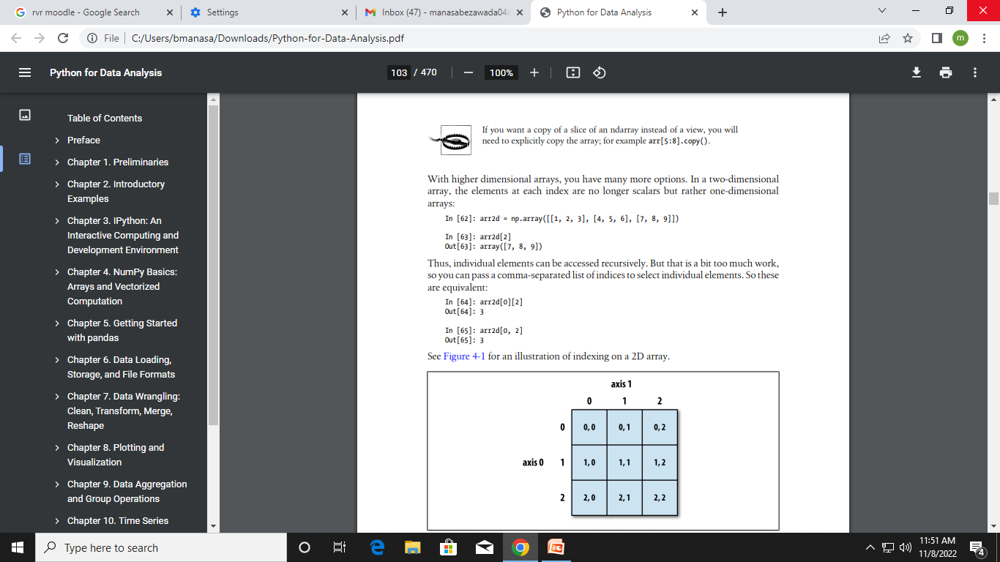 rvr moodle - Google Search
Settings
Inbox (47) - manasabezawada04
Python for Data Analysis
File
C:/Users/bmanasa/Downloads/Python-for-Data-Analysis.pdf
m
Python for Data Analysis
103 / 470
100%
Table of Contents
Preface
Chapter 1. Preliminaries
Chapter 2. Introductory
Examples
Chapter 3. IPython: An
Interactive Computing and
Development Environment
Chapter 4. NumPy Basics:
Arrays and Vectorized
Computation
Chapter 5. Getting Started
with pandas
Chapter 6. Data Loading,
Storage, and File Formats
Chapter 7. Data Wrangling:
Clean, Transform, Merge,
Reshape
Chapter 8. Plotting and
Visualization
Chapter 9. Data Aggregation
and Group Operations
Chapter 10. Time Series
If you want a copy of a slice of an ndarray instead of a view, you will
need to explicitly copy the array; for example arr[5:8].copy().
With higher dimensional arrays, you have many more options. In a two-dimensional
array, the elements at each index are no longer scalars but rather one-dimensional
arrays:
In [62]: arr2d = np.array([[1, 2, 3], [4, 5, 6], [7, 8, 9]])
In [63]: arr2d[2]
Out[63]: array([7, 8, 9])
Thus, individual elements can be accessed recursively. But that is a bit too much work,
so you can pass a comma-separated list of indices to select individual elements. So these
are equivalent:
In [64]: arr2d[0][2]
Out[64]: 3
In [65]: arr2d[0, 2]
Out[65]: 3
See Figure 4-1 for an illustration of indexing on a 2D array.
axis 1
0 1 2
0 0,0 0,1 0,2
axis 0 1 1,0 1,1 1,2
2 2,0 2,1 2,2
Type here to search
11:51 AM
11/8/2022
4